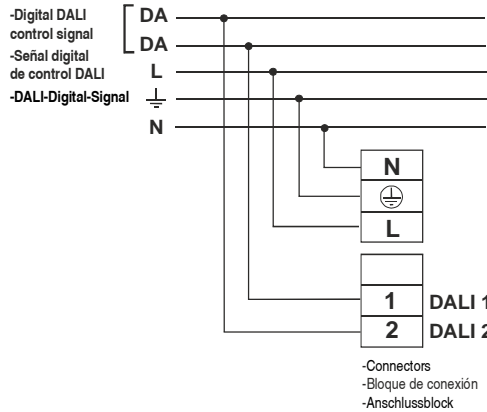 -Digital DALI
control signal
-Señal digital
de control DALI
-DALI-Digital-Signal
DA
DA
L
N
N
L
1 DALI 1
2 DALI 2
-Connectors
-Bloque de conexión
-Anschlussblock